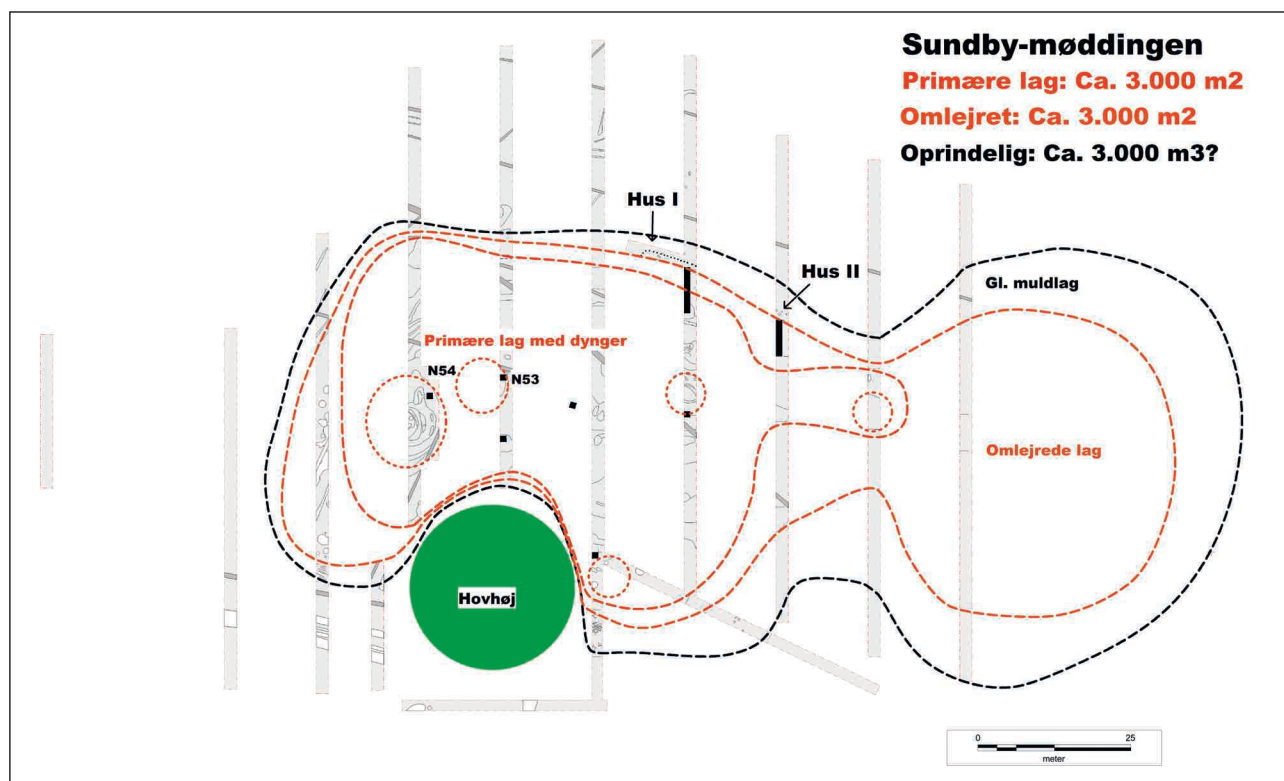 Sundby-møddingen
Primære lag: Ca. 3.000 m2
Omlejret: Ca. 3.000 m2
Oprindelig: Ca. 3.000 m3?
Hus I
Hus II
Gl. muldlag
Primære lag med dynger
N54
N53
Omlejrede lag
Hovhøj
0 25
meter